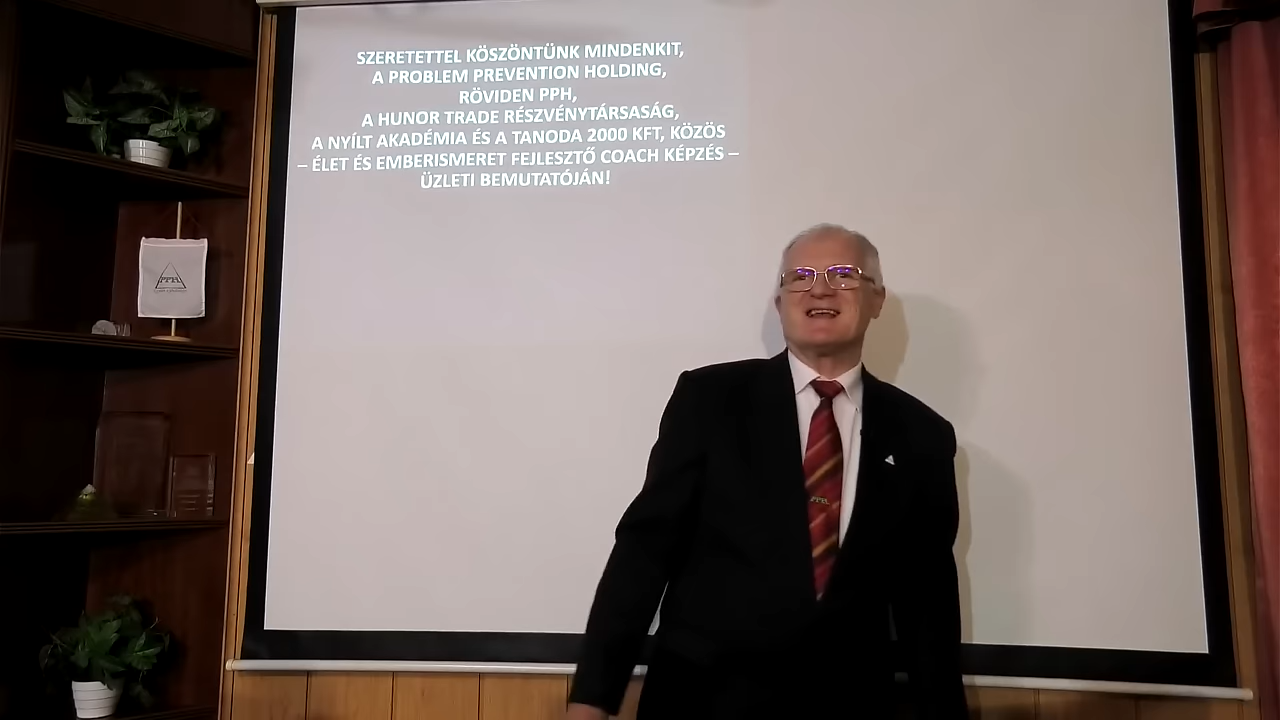 SZERETETTEL KÖSZÖNTÜNK MINDENKIT,
A PROBLEM PREVENTION HOLDING,
RÖVIDEN PPH,
A HUNOR TRADE RÉSZVÉNYTÁRSASÁG,
A NYÍLT AKADÉMIA ÉS A TANODA 2000 KFT, KÖZÖS
– ÉLET ÉS EMBERISMERET FEJLESZTŐ COACH KÉPZÉS –
ÜZLETI BEMUTATÓJÁN!